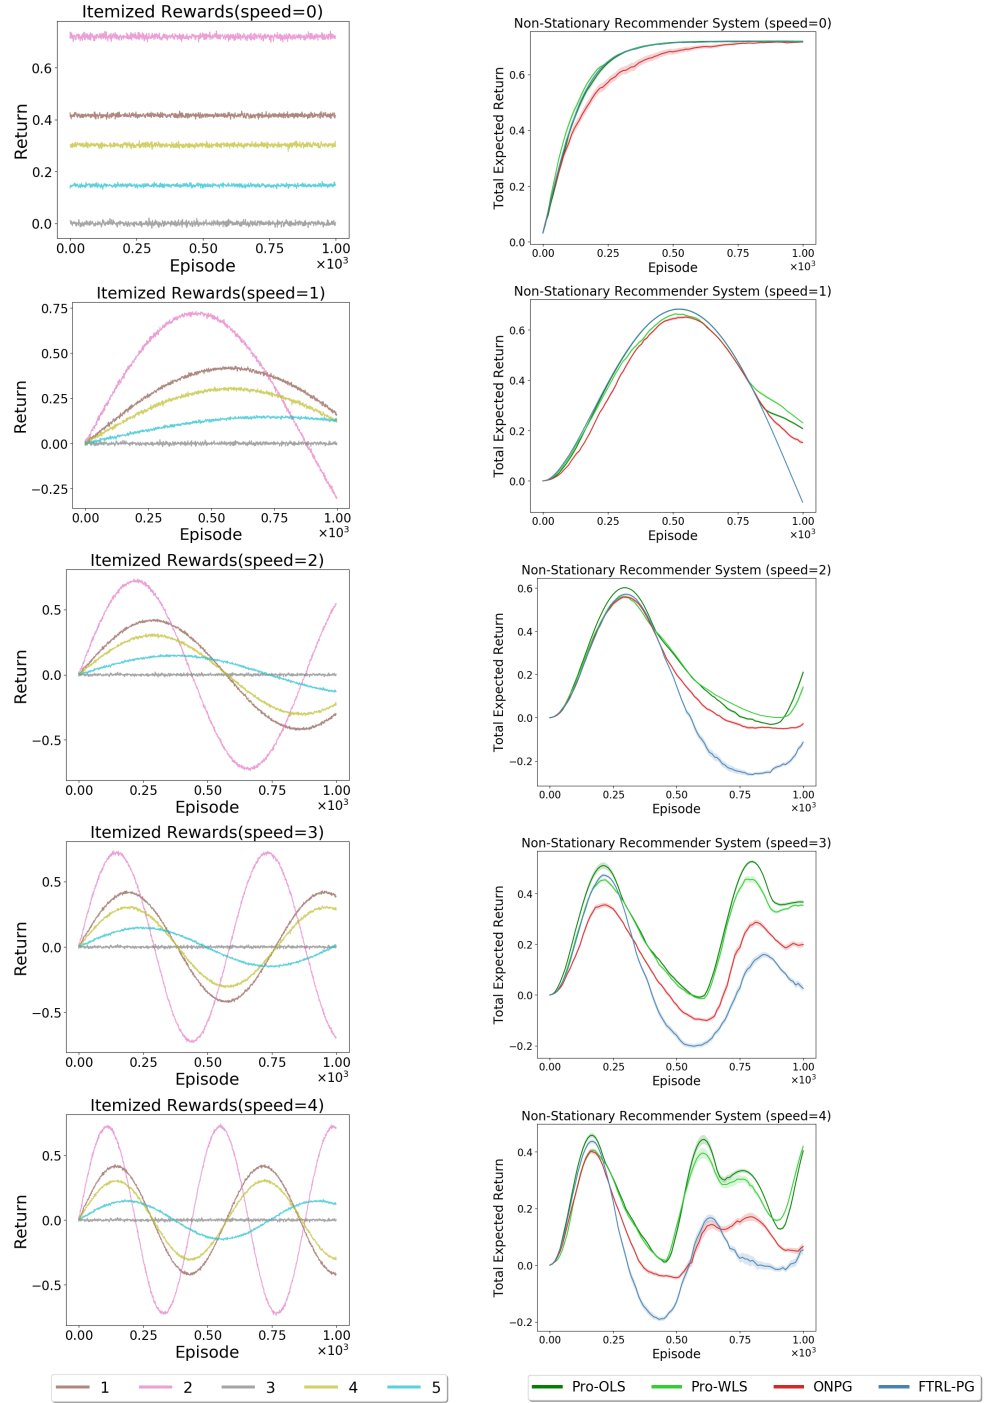 Itemized Rewards(speed=0)
Return
0.6
0.4
0.2
0.0
0.00 0.25 0.50 0.75 1.00
Episode
×10³
Non-Stationary Recommender System (speed=0)
Total Expected Return
0.6
0.4
0.2
0.0
0.00 0.25 0.50 0.75 1.00
Episode
×10³
Itemized Rewards(speed=1)
Return
0.75
0.50
0.25
0.00
−0.25
0.00 0.25 0.50 0.75 1.00
Episode
×10³
Non-Stationary Recommender System (speed=1)
Total Expected Return
0.6
0.4
0.2
0.0
0.00 0.25 0.50 0.75 1.00
Episode
×10³
Itemized Rewards(speed=2)
Return
0.5
0.0
−0.5
0.00 0.25 0.50 0.75 1.00
Episode
×10³
Non-Stationary Recommender System (speed=2)
Total Expected Return
0.6
0.4
0.2
0.0
−0.2
0.00 0.25 0.50 0.75 1.00
Episode
×10³
Itemized Rewards(speed=3)
Return
0.5
0.0
−0.5
0.00 0.25 0.50 0.75 1.00
Episode
×10³
Non-Stationary Recommender System (speed=3)
Total Expected Return
0.4
0.2
0.0
−0.2
0.00 0.25 0.50 0.75 1.00
Episode
×10³
Itemized Rewards(speed=4)
Return
0.5
0.0
−0.5
0.00 0.25 0.50 0.75 1.00
Episode
×10³
Non-Stationary Recommender System (speed=4)
Total Expected Return
0.4
0.2
0.0
−0.2
0.00 0.25 0.50 0.75 1.00
Episode
×10³
1 2 3 4 5
Pro-OLS Pro-WLS ONPG FTRL-PG